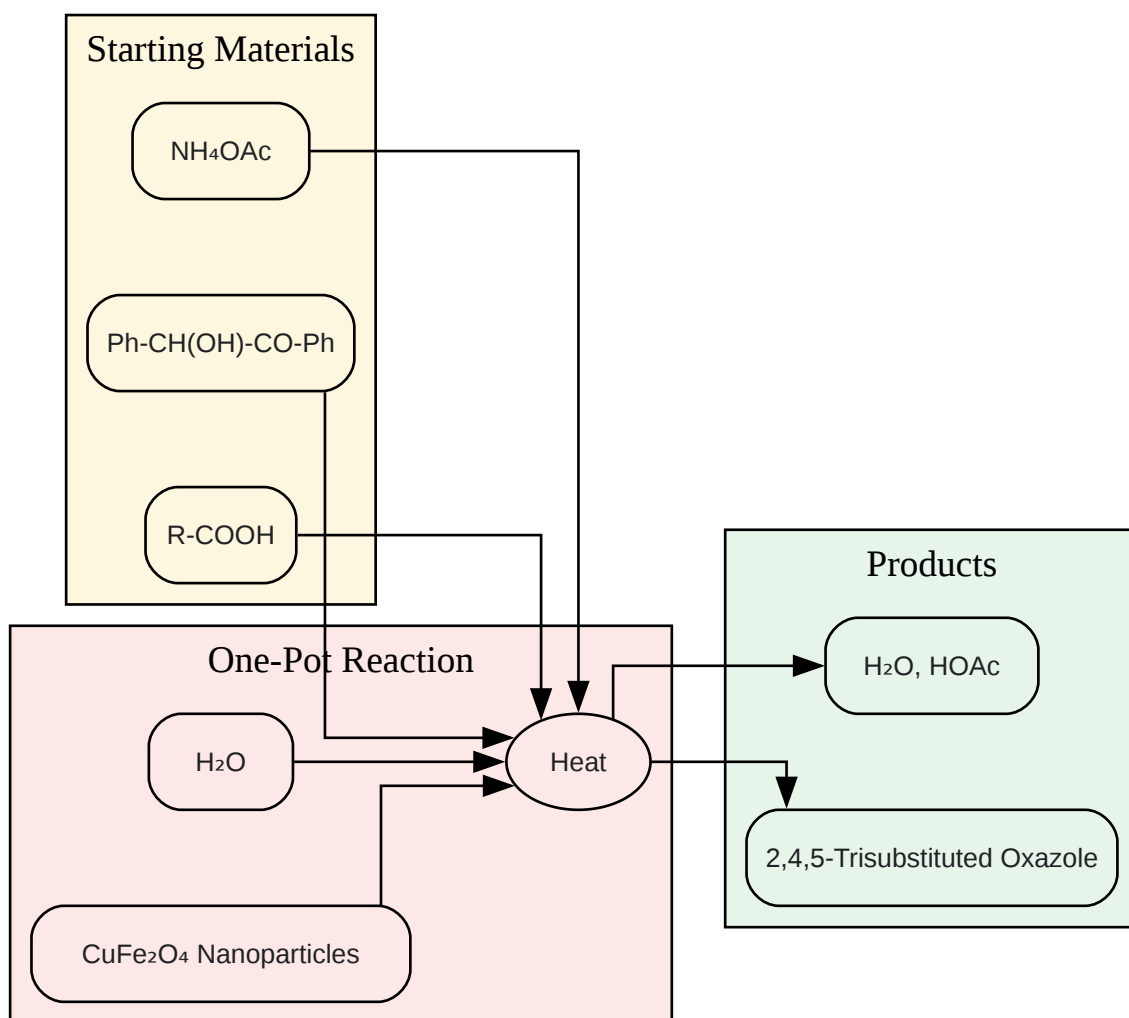 Starting Materials
NH₄OAc
Ph-CH(OH)-CO-Ph
R-COOH
One-Pot Reaction
H₂O
Heat
CuFe₂O₄ Nanoparticles
Products
H₂O, HOAc
2,4,5-Trisubstituted Oxazole